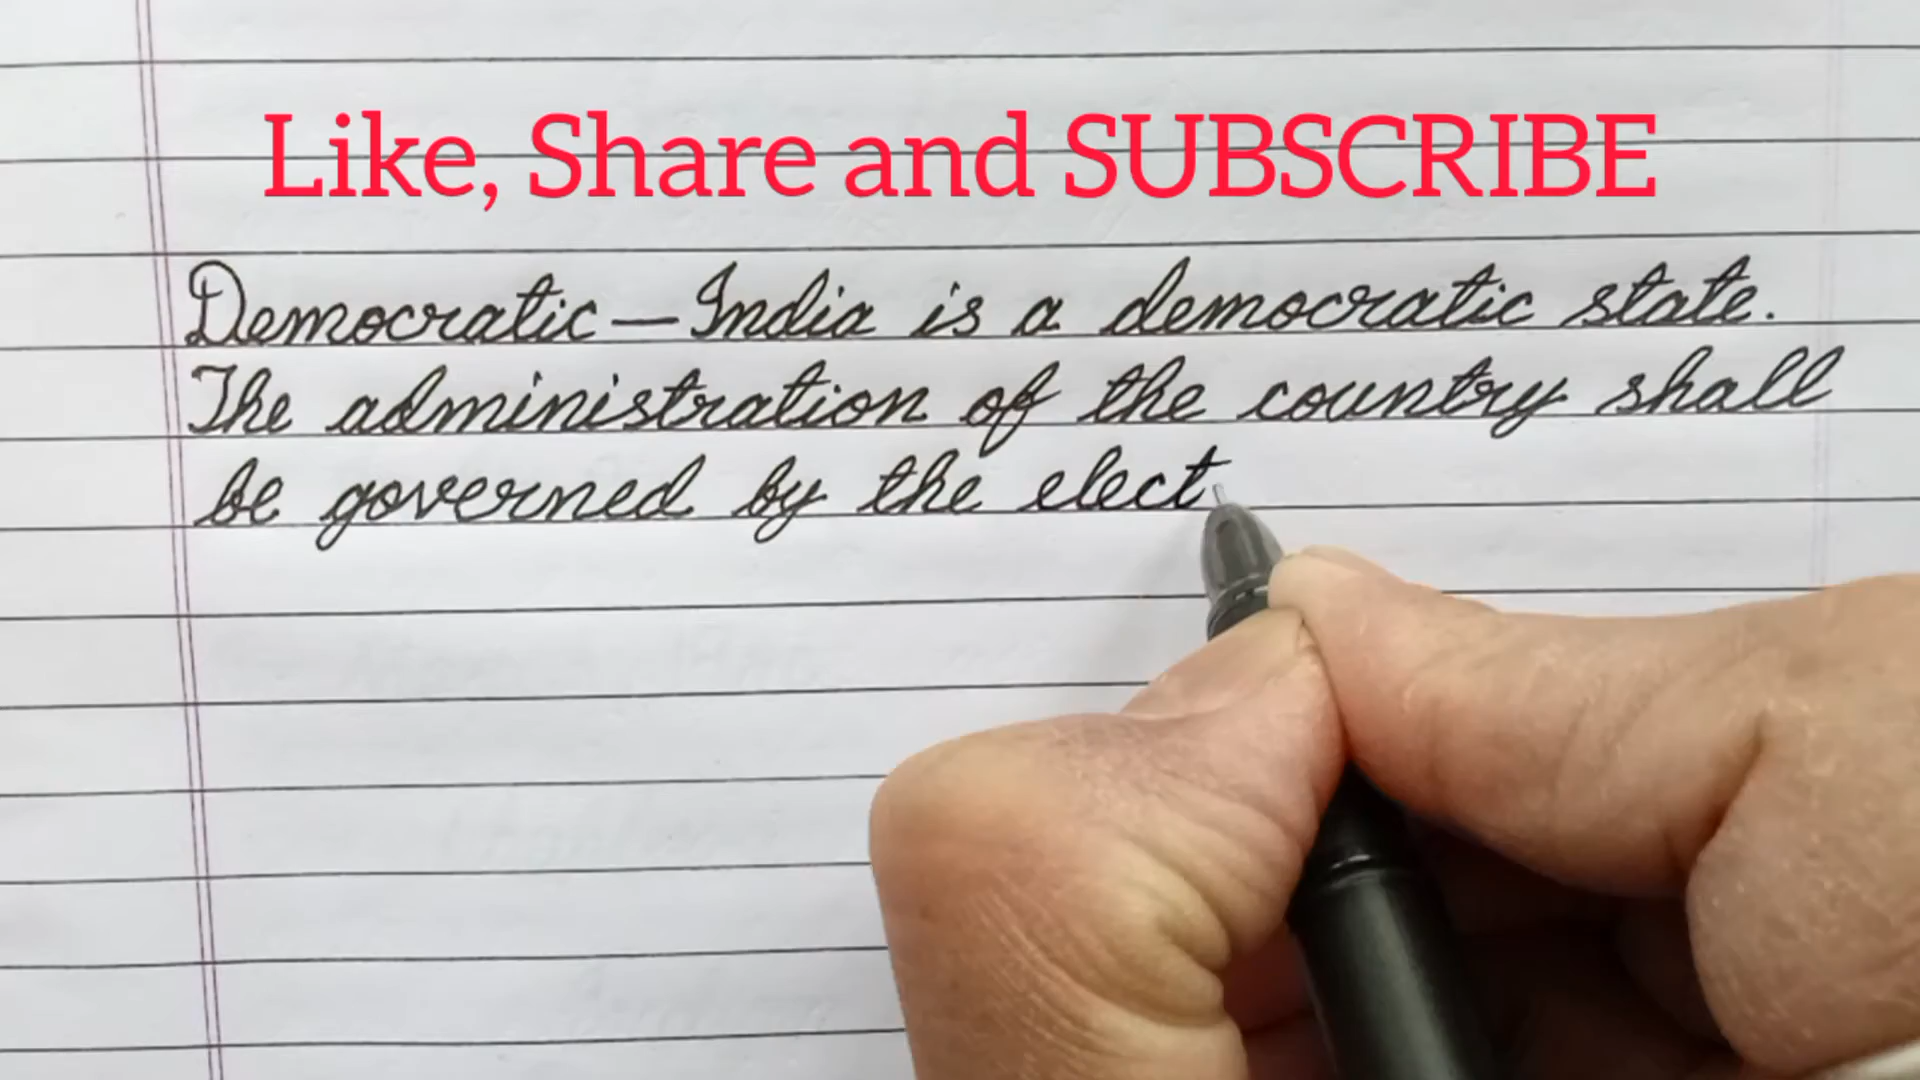 Like, Share and SUBSCRIBE
Democratic — India is a democratic state.
The administration of the country shall
be governed by the elect